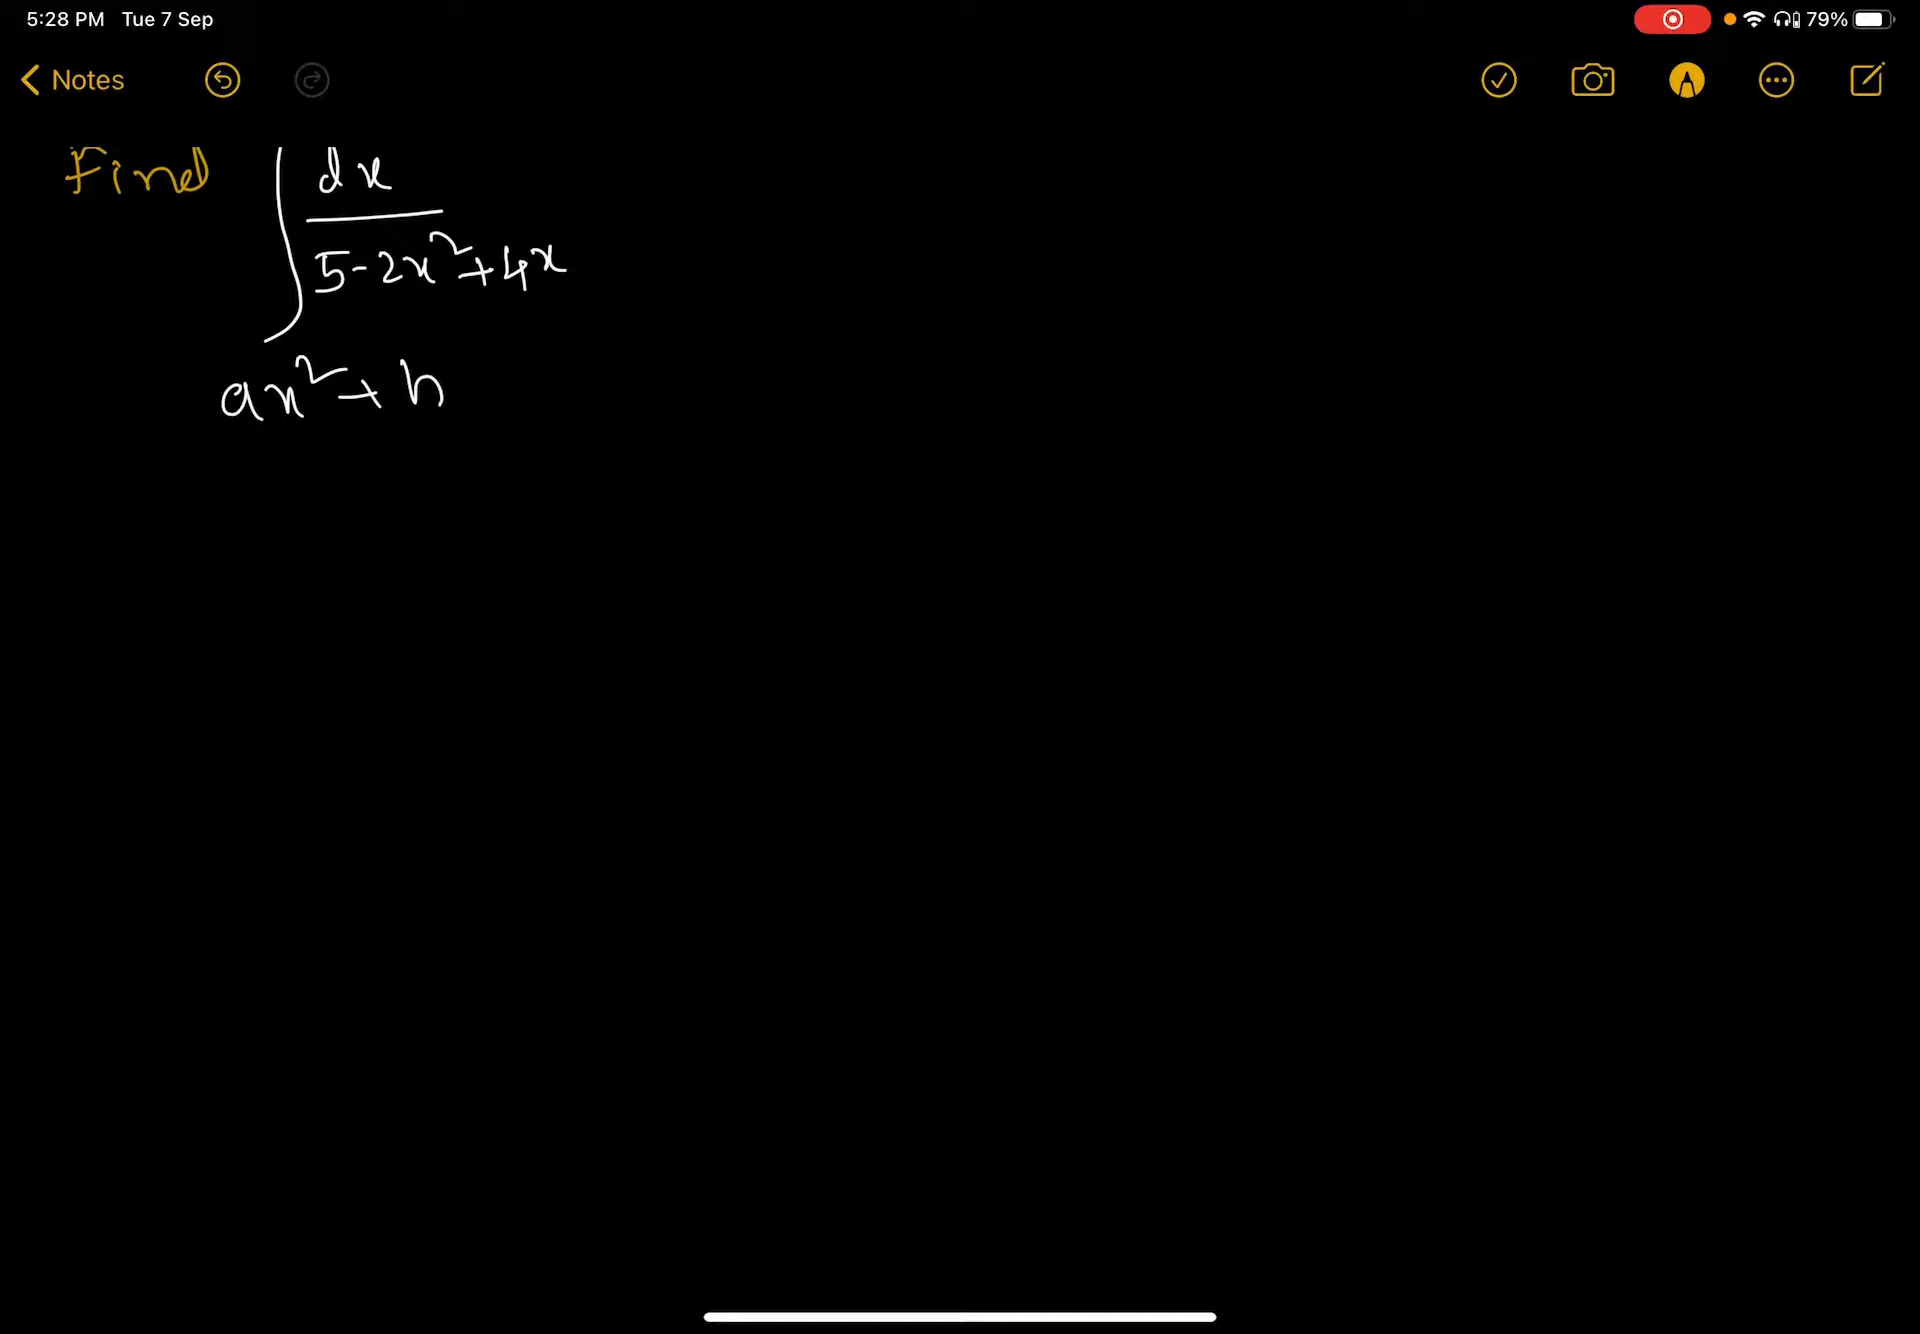 5:28 PM Tue 7 Sep 79%
Notes
Find ∫ dx / 5-2x²+4x
ax²+h